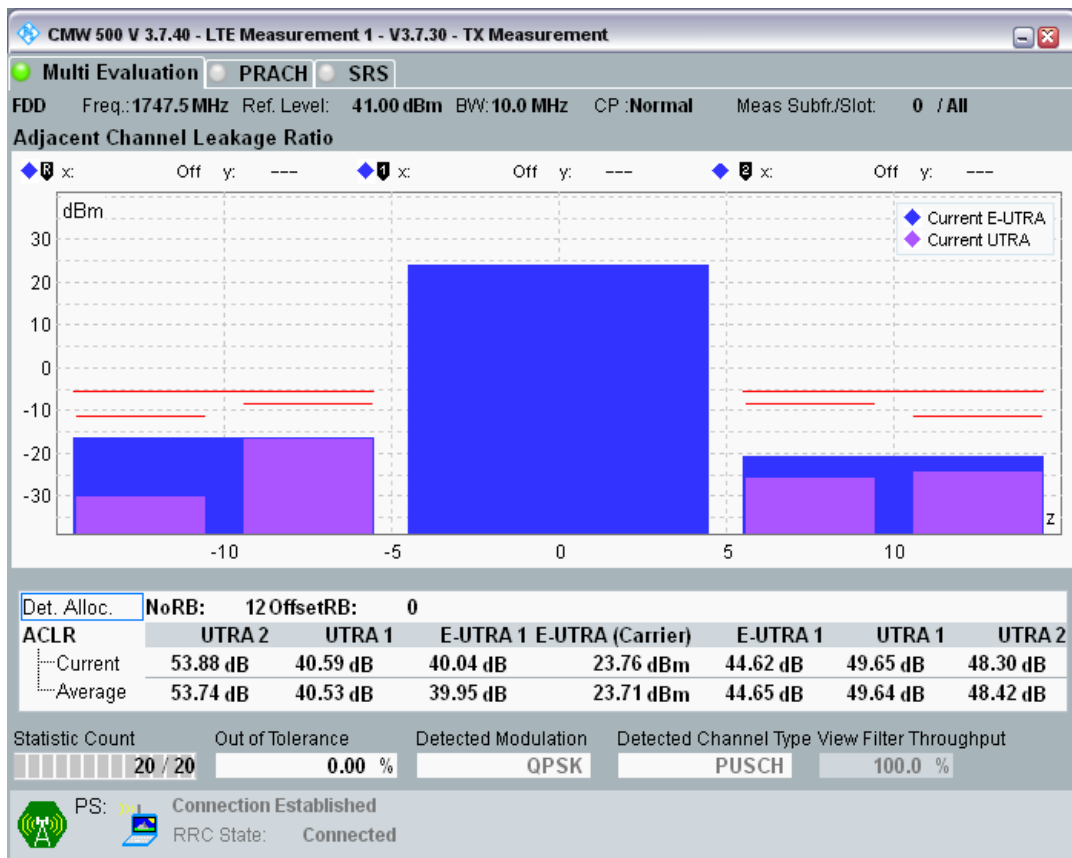 CMW 500 V 3.7.40 - LTE Measurement 1 - V3.7.30 - TX Measurement
Multi Evaluation PRACH SRS
FDD Freq.: 1747.5 MHz Ref. Level: 41.00 dBm BW: 10.0 MHz CP :Normal Meas Subfr./Slot: 0 / All
Adjacent Channel Leakage Ratio
R x: Off y: --- 1 x: Off y: --- 2 x: Off y: ---
dBm
Current E-UTRA
Current UTRA
30
20
10
0
-10
-20
-30
z
-10 -5 0 5 10
Det. Alloc. NoRB: 12 OffsetRB: 0
ACLR UTRA 2 UTRA 1 E-UTRA 1 E-UTRA (Carrier) E-UTRA 1 UTRA 1 UTRA 2
Current 53.88 dB 40.59 dB 40.04 dB 23.76 dBm 44.62 dB 49.65 dB 48.30 dB
Average 53.74 dB 40.53 dB 39.95 dB 23.71 dBm 44.65 dB 49.64 dB 48.42 dB
Statistic Count Out of Tolerance Detected Modulation Detected Channel Type View Filter Throughput
20 / 20 0.00 % QPSK PUSCH 100.0 %
PS: Connection Established
RRC State: Connected